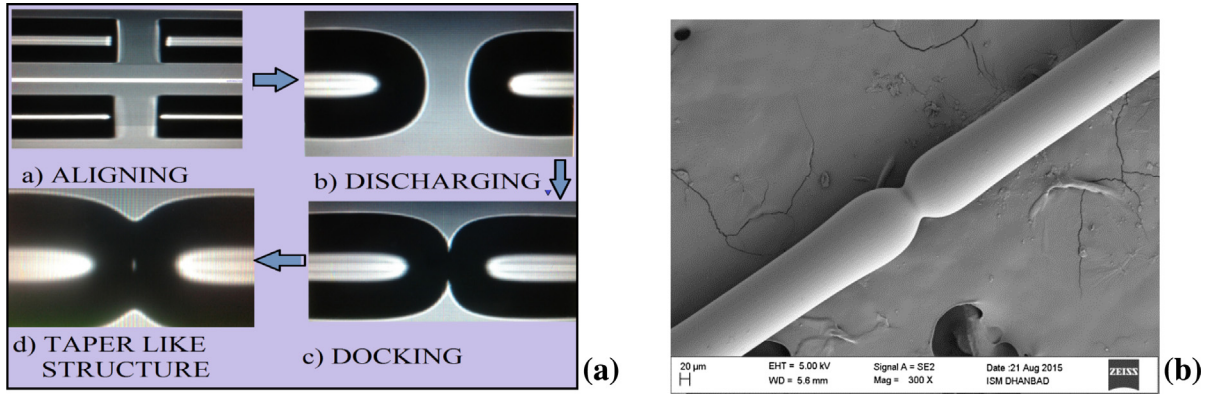 a) ALIGNING
b) DISCHARGING
d) TAPER LIKE
STRUCTURE
c) DOCKING
(a)
20 µm
EHT = 5.00 kV
Signal A = SE2
Date :21 Aug 2015
WD = 5.6 mm
Mag = 300 X
ISM DHANBAD
ZEISS
(b)